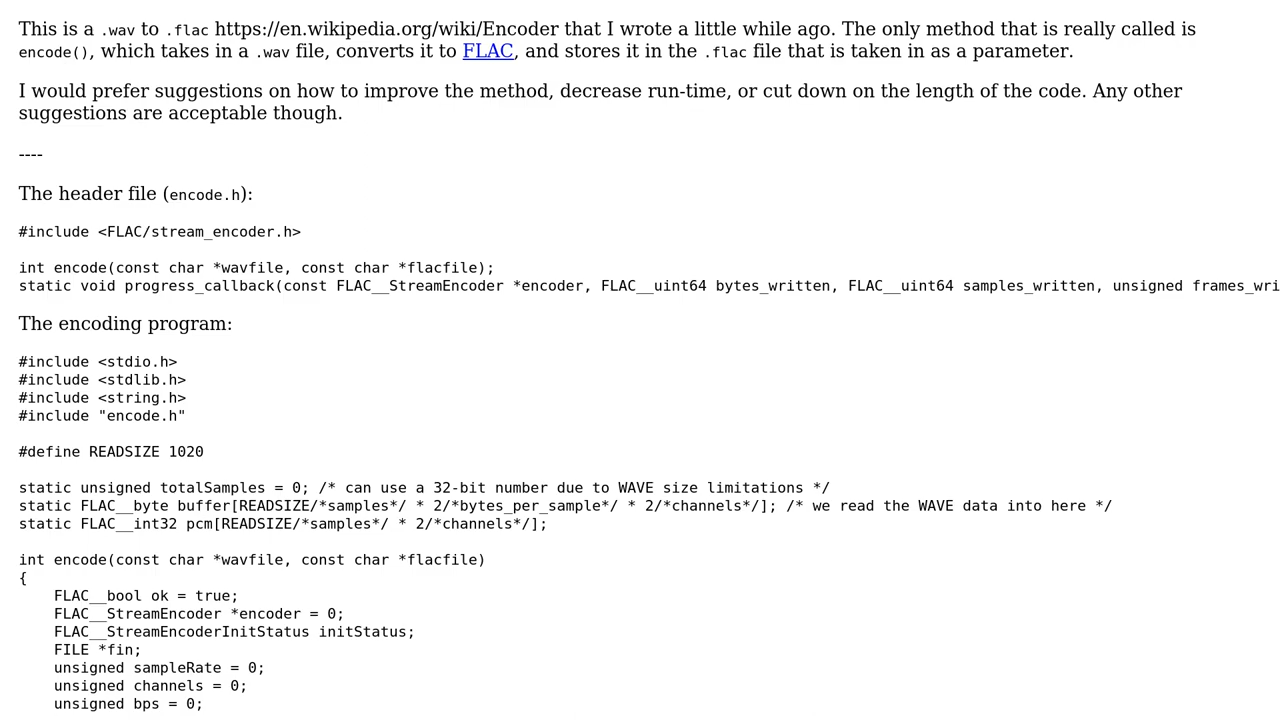 This is a .wav to .flac https://en.wikipedia.org/wiki/Encoder that I wrote a little while ago. The only method that is really called is
encode(), which takes in a .wav file, converts it to FLAC, and stores it in the .flac file that is taken in as a parameter.
I would prefer suggestions on how to improve the method, decrease run-time, or cut down on the length of the code. Any other
suggestions are acceptable though.
----
The header file (encode.h):
#include <FLAC/stream_encoder.h>
int encode(const char *wavfile, const char *flacfile);
static void progress_callback(const FLAC__StreamEncoder *encoder, FLAC__uint64 bytes_written, FLAC__uint64 samples_written, unsigned frames_wri
The encoding program:
#include <stdio.h>
#include <stdlib.h>
#include <string.h>
#include "encode.h"
#define READSIZE 1020
static unsigned totalSamples = 0; /* can use a 32-bit number due to WAVE size limitations */
static FLAC__byte buffer[READSIZE/*samples*/ * 2/*bytes_per_sample*/ * 2/*channels*/]; /* we read the WAVE data into here */
static FLAC__int32 pcm[READSIZE/*samples*/ * 2/*channels*/];
int encode(const char *wavfile, const char *flacfile)
{
    FLAC__bool ok = true;
    FLAC__StreamEncoder *encoder = 0;
    FLAC__StreamEncoderInitStatus initStatus;
    FILE *fin;
    unsigned sampleRate = 0;
    unsigned channels = 0;
    unsigned bps = 0;